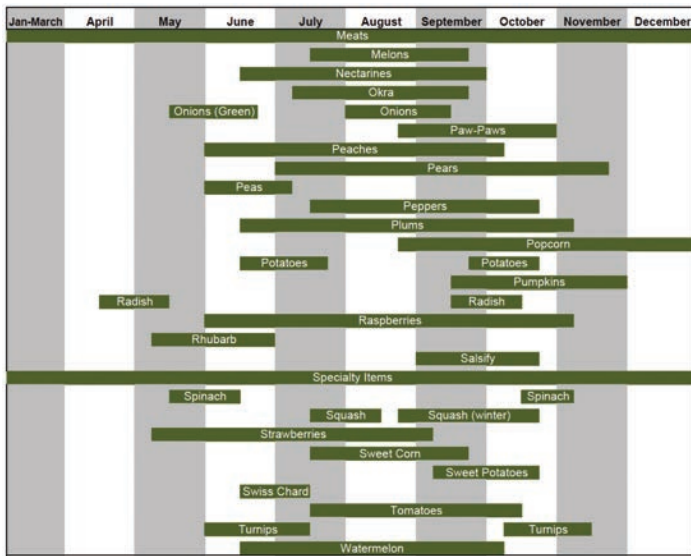 Jan-March April May June July August September October November December
Meats
Melons
Nectarines
Okra
Onions (Green) Onions
Paw-Paws
Peaches
Pears
Peas
Peppers
Plums
Popcorn
Potatoes Potatoes
Pumpkins
Radish Radish
Raspberries
Rhubarb
Salsify
Specialty Items
Spinach Spinach
Squash Squash (winter)
Strawberries
Sweet Corn
Sweet Potatoes
Swiss Chard
Tomatoes
Turnips Turnips
Watermelon